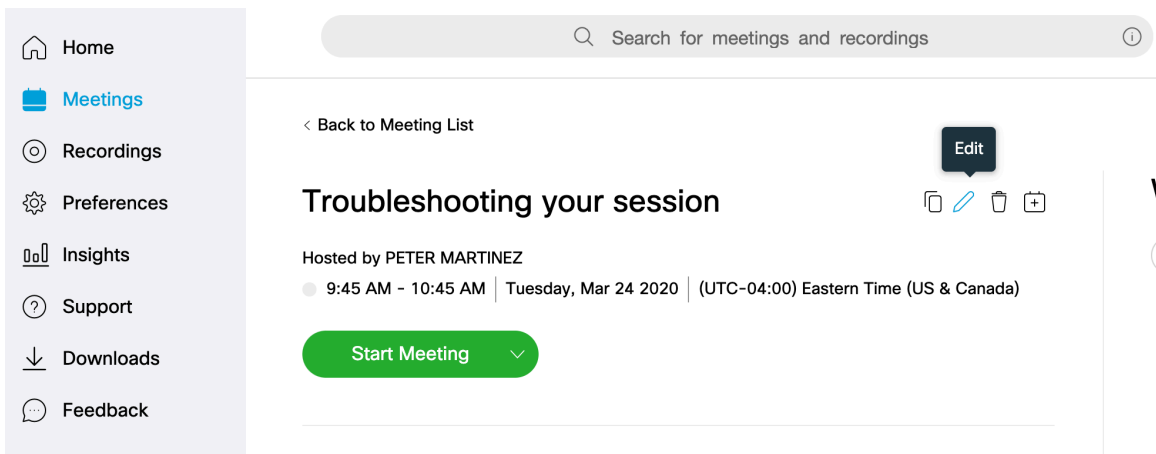 Home
Meetings
Recordings
Preferences
Insights
Support
Downloads
Feedback
Search for meetings and recordings
< Back to Meeting List
Edit
Troubleshooting your session
Hosted by PETER MARTINEZ
9:45 AM - 10:45 AM | Tuesday, Mar 24 2020 | (UTC-04:00) Eastern Time (US & Canada)
Start Meeting